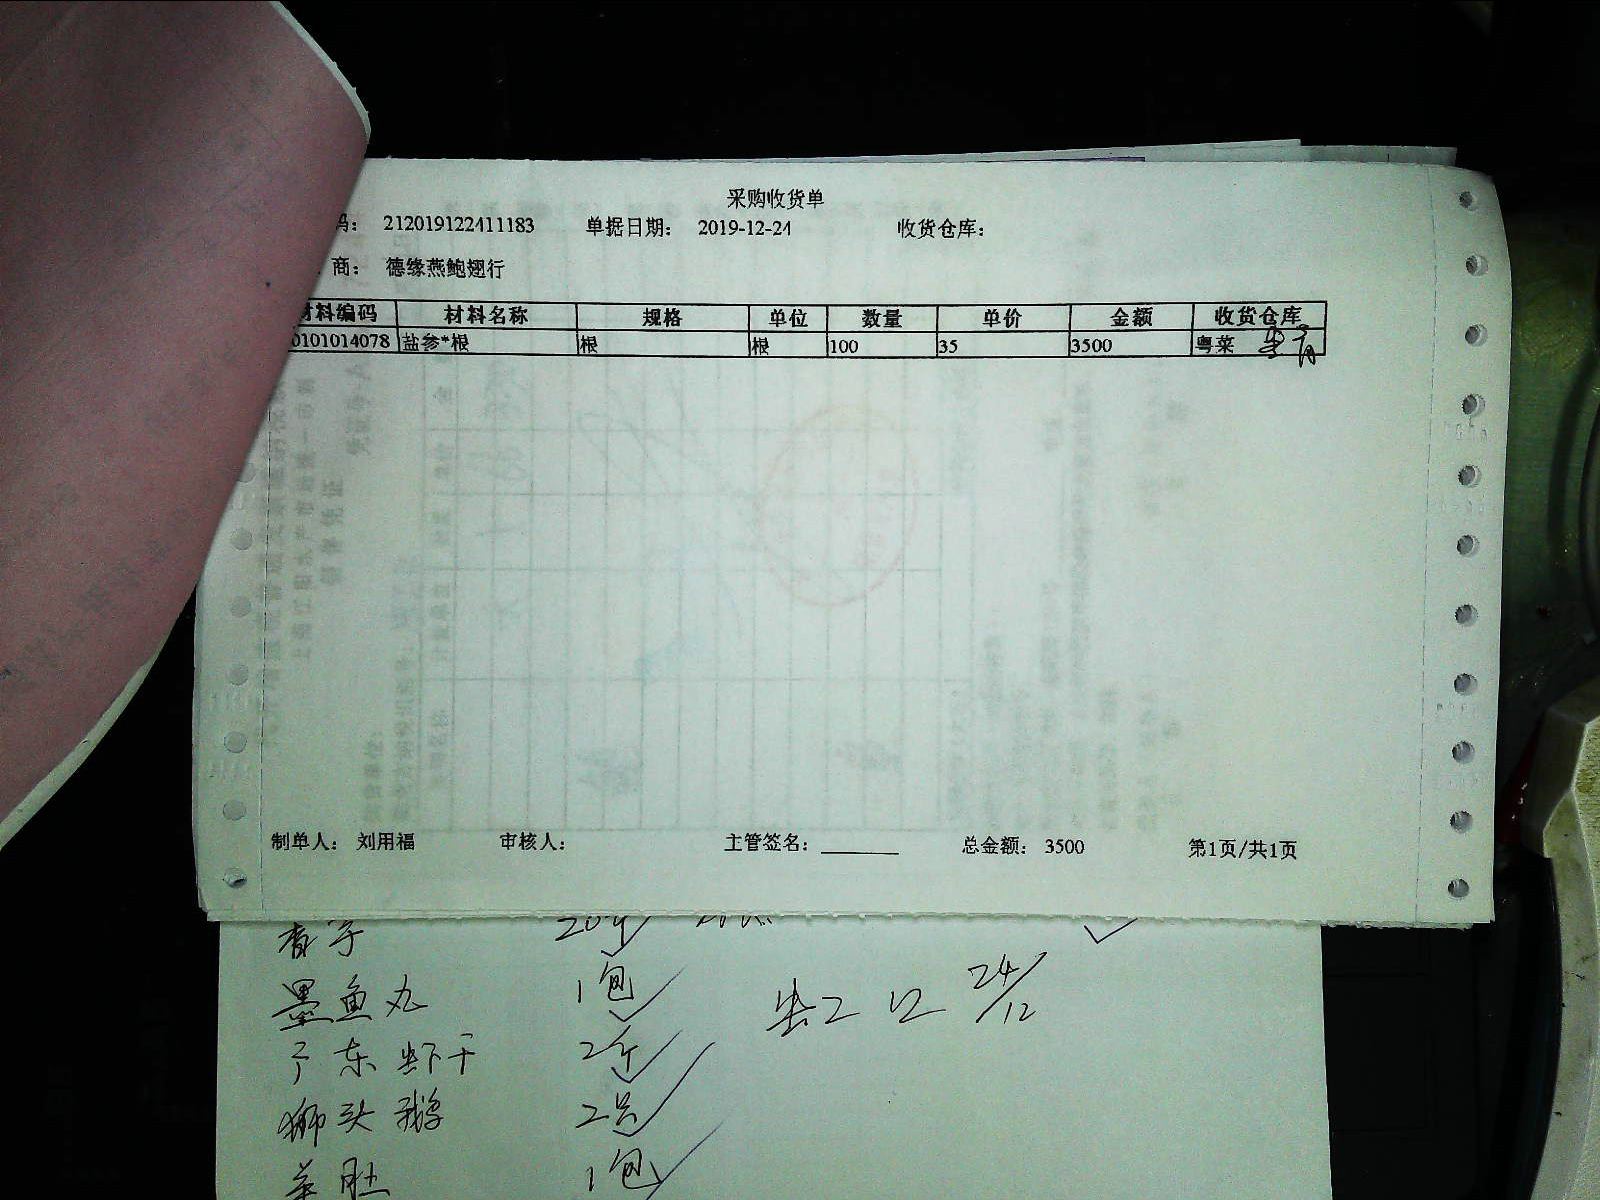 采购收货单
码： 212019122411183 单据日期： 2019-12-24 收货仓库：
商： 德缘燕鲍翅行
材料编码 材料名称 规格 单位 数量 单价 金额 收货仓库
0101014078 盐参*根 根 根 100 35 3500 粤菜
制单人： 刘用福 审核人： 主管签名： 总金额： 3500 第1页/共1页
墨鱼丸 1包 24/12
广东虾干 2斤
狮头鹅 2只
1包